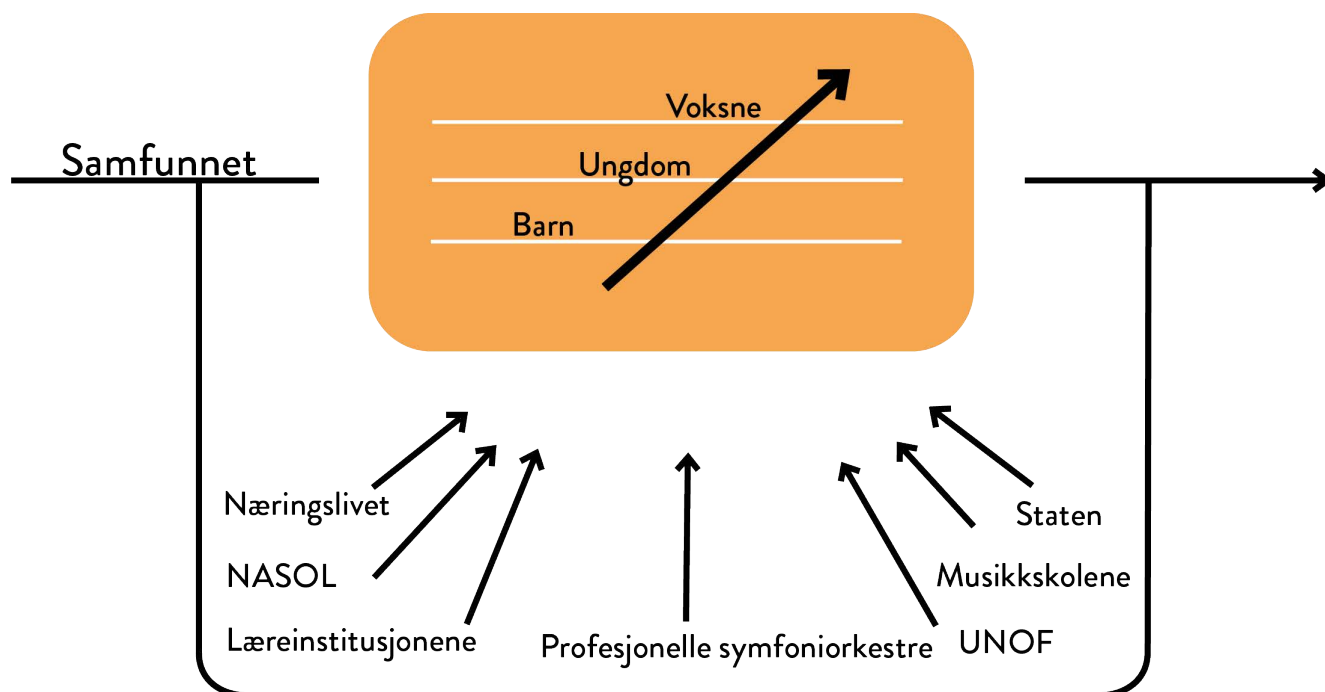 Voksne
Samfunnet
Ungdom
Barn
Næringslivet
Staten
NASOL
Musikkskolene
Læreinstitusjonene
Profesjonelle symfoniorkestre
UNOF